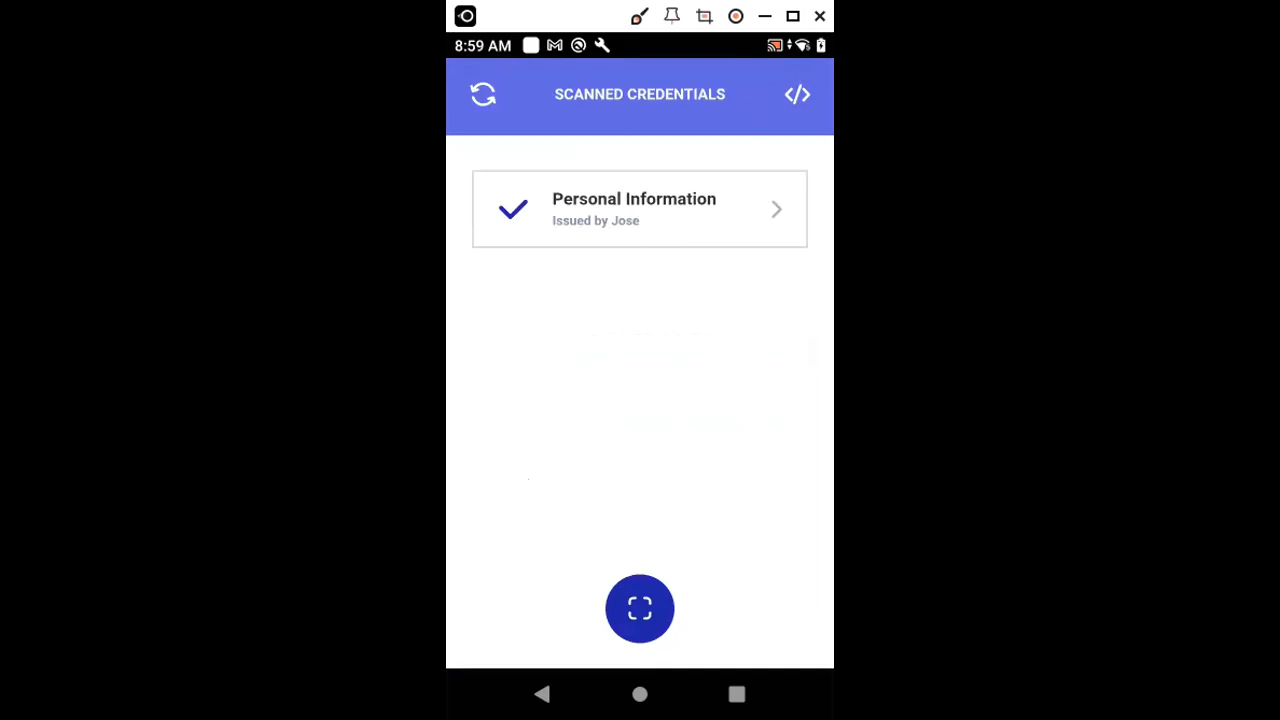 8:59 AM
SCANNED CREDENTIALS
Personal Information
Issued by Jose